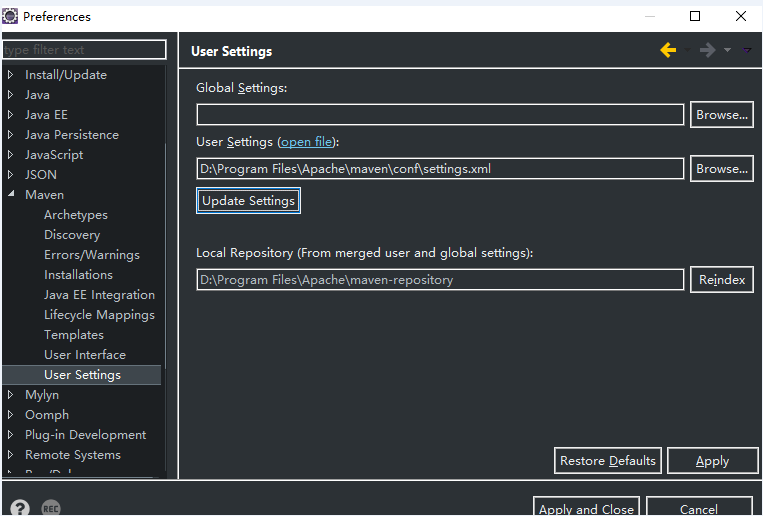 Preferences
type filter text
Install/Update
Java
Java EE
Java Persistence
JavaScript
JSON
Maven
Archetypes
Discovery
Errors/Warnings
Installations
Java EE Integration
Lifecycle Mappings
Templates
User Interface
User Settings
Mylyn
Oomph
Plug-in Development
Remote Systems
User Settings
Global Settings:
Browse...
User Settings (open file):
D:\Program Files\Apache\maven\conf\settings.xml
Browse...
Update Settings
Local Repository (From merged user and global settings):
D:\Program Files\Apache\maven-repository
Reindex
Restore Defaults
Apply
?
REC
Apply and Close
Cancel